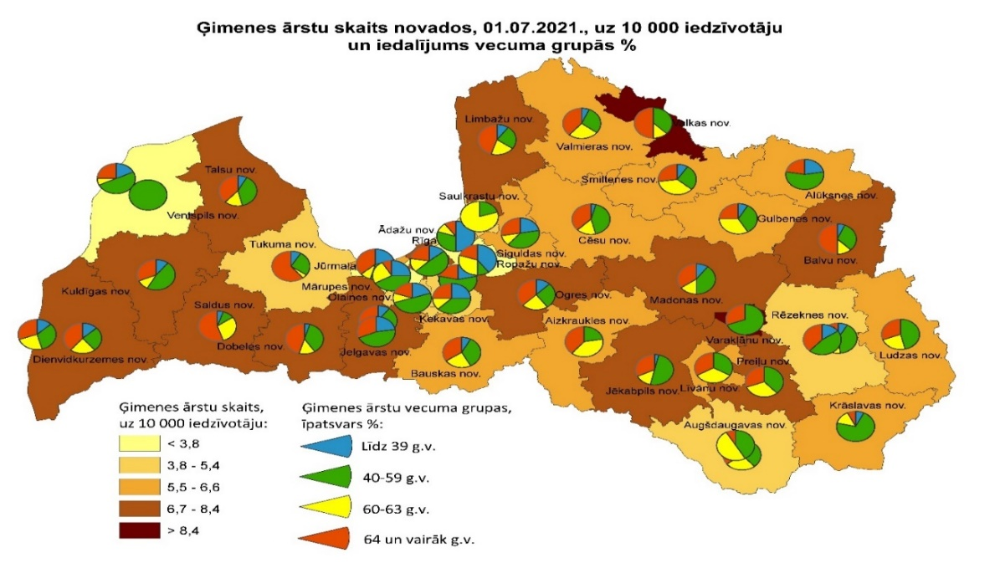 Ģimenes ārstu skaits novados, 01.07.2021., uz 10 000 iedzīvotāju
un iedalījums vecuma grupās %
Limbažu nov.
Valmieras nov.
lkas nov.
Talsu nov.
Smiltenes nov.
Alūksnes nov.
Saulkrastu nov.
Ventspils nov.
Gulbenes nov.
Ādažu nov.
Rīga
Cēsu nov.
Tukuma nov.
Siguldas nov.
Balvu nov.
Jūrmala
Ropažu nov.
Mārupes nov.
Kuldīgas nov.
Olaines nov.
Ogres nov.
Madonas nov.
Saldus nov.
Ķekavas nov.
Aizkraukles nov.
Rēzeknes nov.
Varakļānu nov.
Dobeles nov.
Jelgavas nov.
Ludzas nov.
Dienvidkurzemes nov.
Preiļu nov.
Bauskas nov.
Jēkabpils nov.
Līvānu nov.
Krāslavas nov.
Augšdaugavas nov.
Ģimenes ārstu skaits,
uz 10 000 iedzīvotāju:
< 3,8
3,8 - 5,4
5,5 - 6,6
6,7 - 8,4
> 8,4
Ģimenes ārstu vecuma grupas,
īpatsvars %:
Līdz 39 g.v.
40-59 g.v.
60-63 g.v.
64 un vairāk g.v.